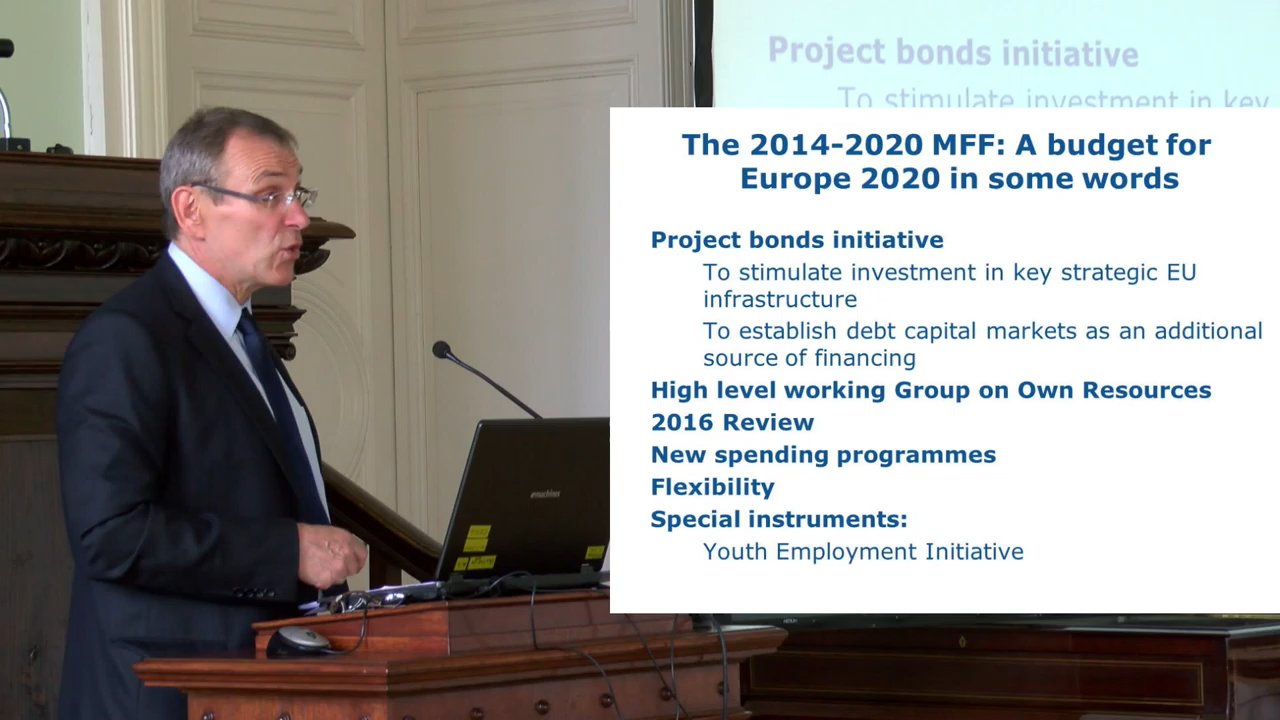 Project bonds initiative
To stimulate investment in key
The 2014-2020 MFF: A budget for
Europe 2020 in some words
Project bonds initiative
To stimulate investment in key strategic EU
infrastructure
To establish debt capital markets as an additional
source of financing
High level working Group on Own Resources
2016 Review
New spending programmes
Flexibility
Special instruments:
Youth Employment Initiative
emachines